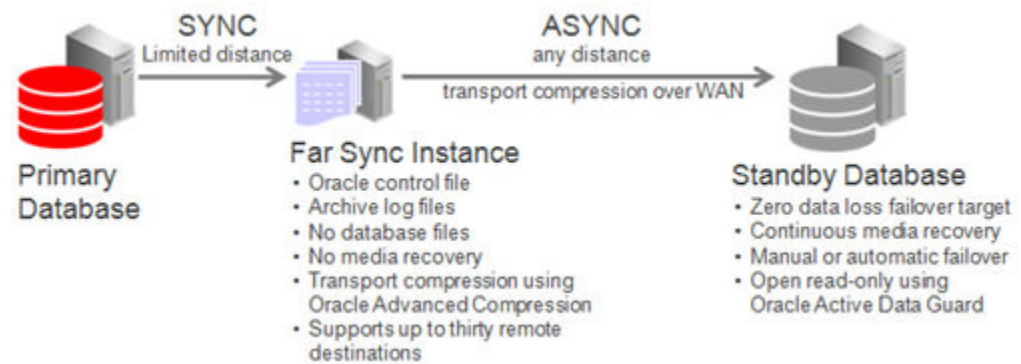 SYNC
Limited distance
ASYNC
any distance
transport compression over WAN
Primary
Database
Far Sync Instance
• Oracle control file
• Archive log files
• No database files
• No media recovery
• Transport compression using
Oracle Advanced Compression
• Supports up to thirty remote
destinations
Standby Database
• Zero data loss failover target
• Continuous media recovery
• Manual or automatic failover
• Open read-only using
Oracle Active Data Guard